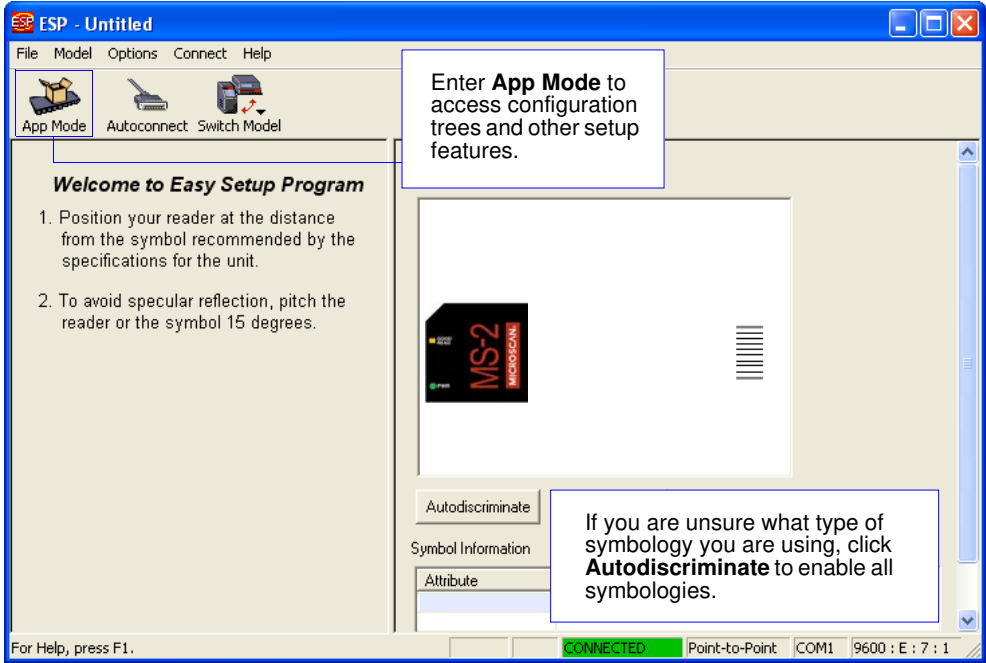 ESP - Untitled
File Model Options Connect Help
App Mode Autoconnect Switch Model
Enter App Mode to
access configuration
trees and other setup
features.
Welcome to Easy Setup Program
1. Position your reader at the distance
from the symbol recommended by the
specifications for the unit.
2. To avoid specular reflection, pitch the
reader or the symbol 15 degrees.
GOOD
READ
PWR
MS-2
MICROSCAN.
Autodiscriminate
If you are unsure what type of
symbology you are using, click
Autodiscriminate to enable all
symbologies.
Symbol Information
Attribute
For Help, press F1.
CONNECTED Point-to-Point COM1 9600 : E : 7 : 1